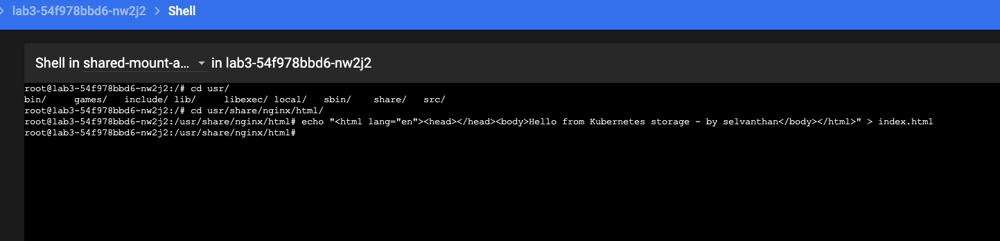 lab3-54f978bbd6-nw2j2 > Shell
Shell in shared-mount-a... in lab3-54f978bbd6-nw2j2
root@lab3-54f978bbd6-nw2j2:/# cd usr/
bin/ games/ include/ lib/ libexec/ local/ sbin/ share/ src/
root@lab3-54f978bbd6-nw2j2:/# cd usr/share/nginx/html/
root@lab3-54f978bbd6-nw2j2:/usr/share/nginx/html# echo "<html lang="en"><head></head><body>Hello from Kubernetes storage - by selvanthan</body></html>" > index.html
root@lab3-54f978bbd6-nw2j2:/usr/share/nginx/html#